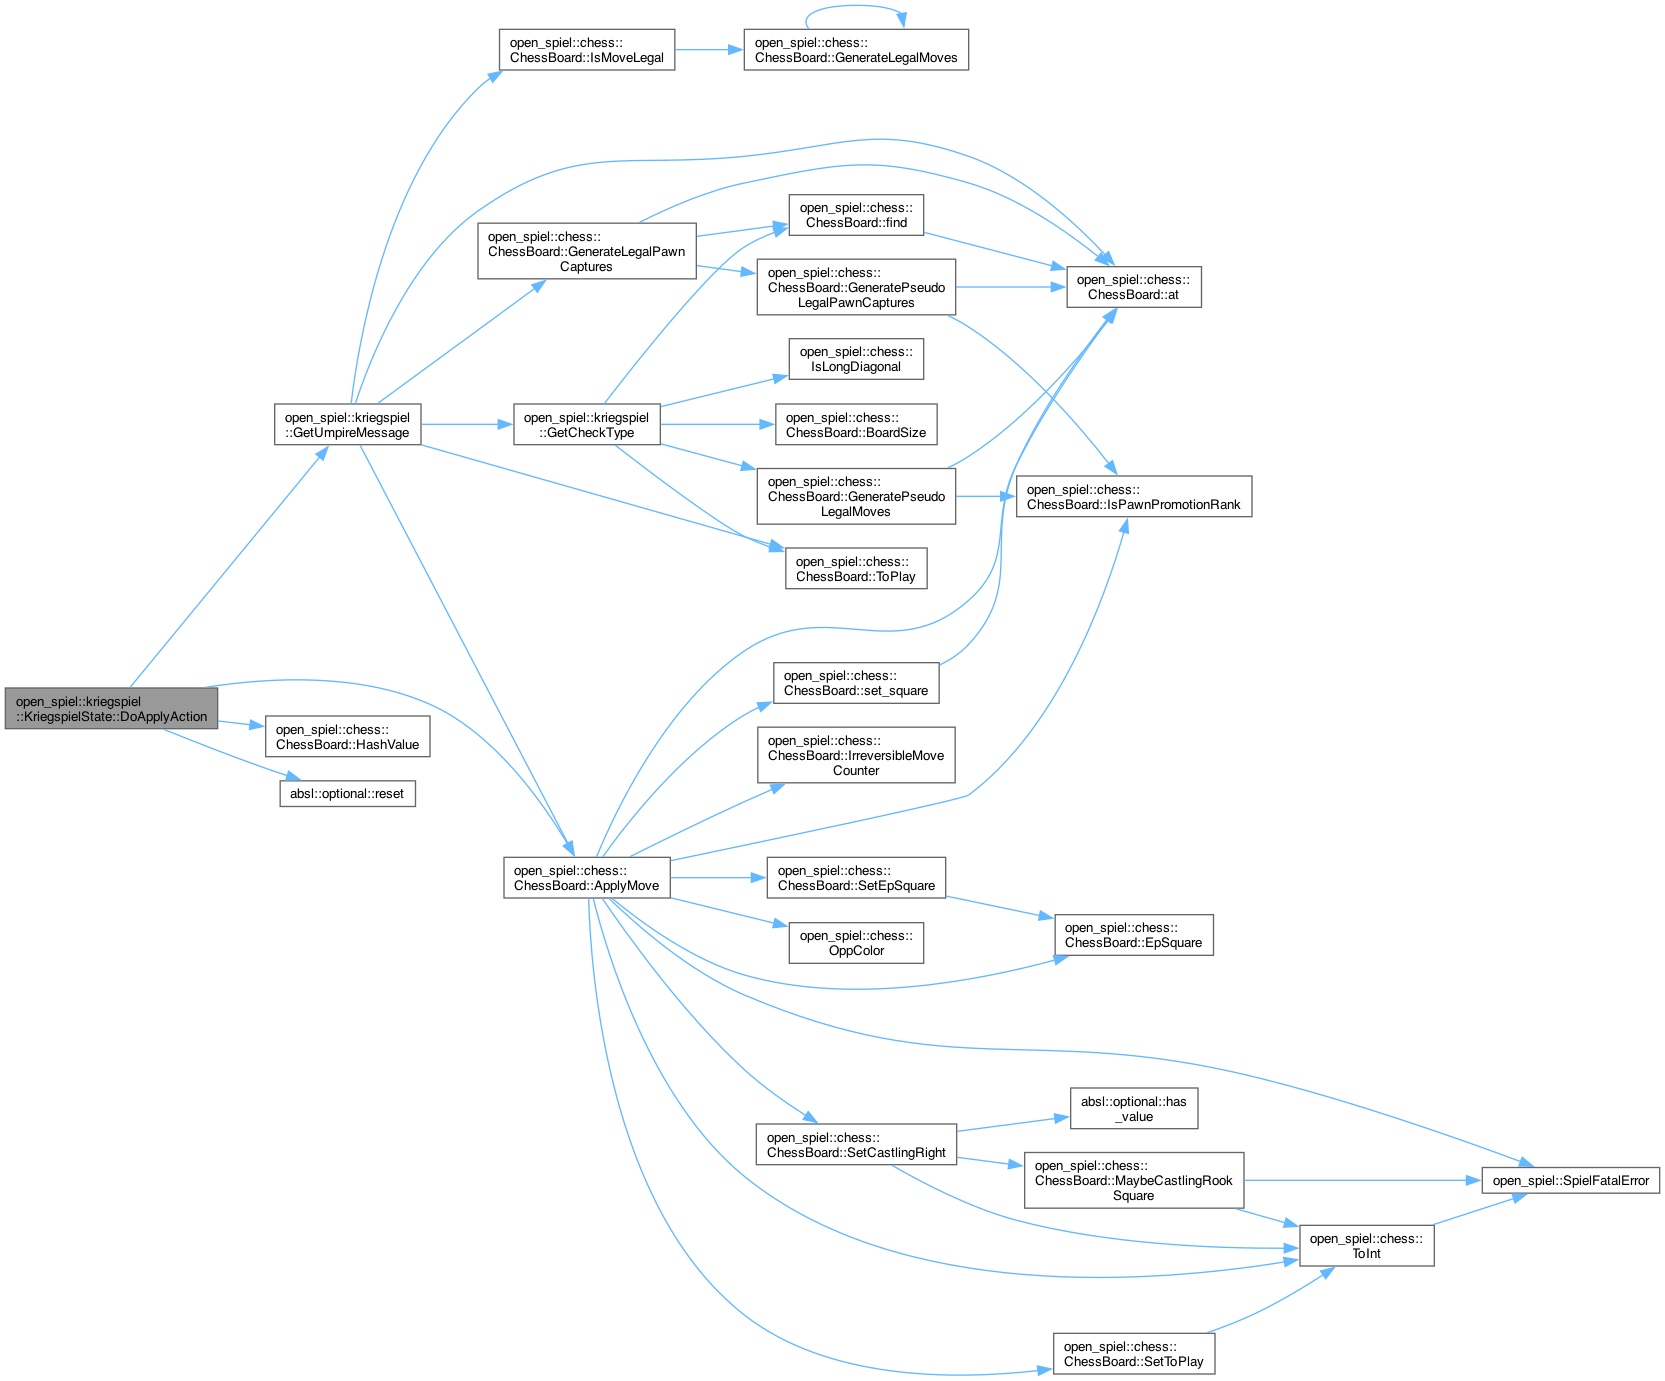 open_spiel::chess::
ChessBoard::IsMoveLegal
open_spiel::chess::
ChessBoard::GenerateLegalMoves
open_spiel::chess::
ChessBoard::find
open_spiel::chess::
ChessBoard::GenerateLegalPawn
Captures
open_spiel::chess::
ChessBoard::GeneratePseudo
LegalPawnCaptures
open_spiel::chess::
ChessBoard::at
open_spiel::chess::
IsLongDiagonal
open_spiel::kriegspiel
::GetUmpireMessage
open_spiel::kriegspiel
::GetCheckType
open_spiel::chess::
ChessBoard::BoardSize
open_spiel::chess::
ChessBoard::GeneratePseudo
LegalMoves
open_spiel::chess::
ChessBoard::IsPawnPromotionRank
open_spiel::chess::
ChessBoard::ToPlay
open_spiel::chess::
ChessBoard::set_square
open_spiel::kriegspiel
::KriegspielState::DoApplyAction
open_spiel::chess::
ChessBoard::HashValue
open_spiel::chess::
ChessBoard::IrreversibleMove
Counter
absl::optional::reset
open_spiel::chess::
ChessBoard::ApplyMove
open_spiel::chess::
ChessBoard::SetEpSquare
open_spiel::chess::
OppColor
open_spiel::chess::
ChessBoard::EpSquare
absl::optional::has
_value
open_spiel::chess::
ChessBoard::SetCastlingRight
open_spiel::chess::
ChessBoard::MaybeCastlingRook
Square
open_spiel::SpielFatalError
open_spiel::chess::
ToInt
open_spiel::chess::
ChessBoard::SetToPlay